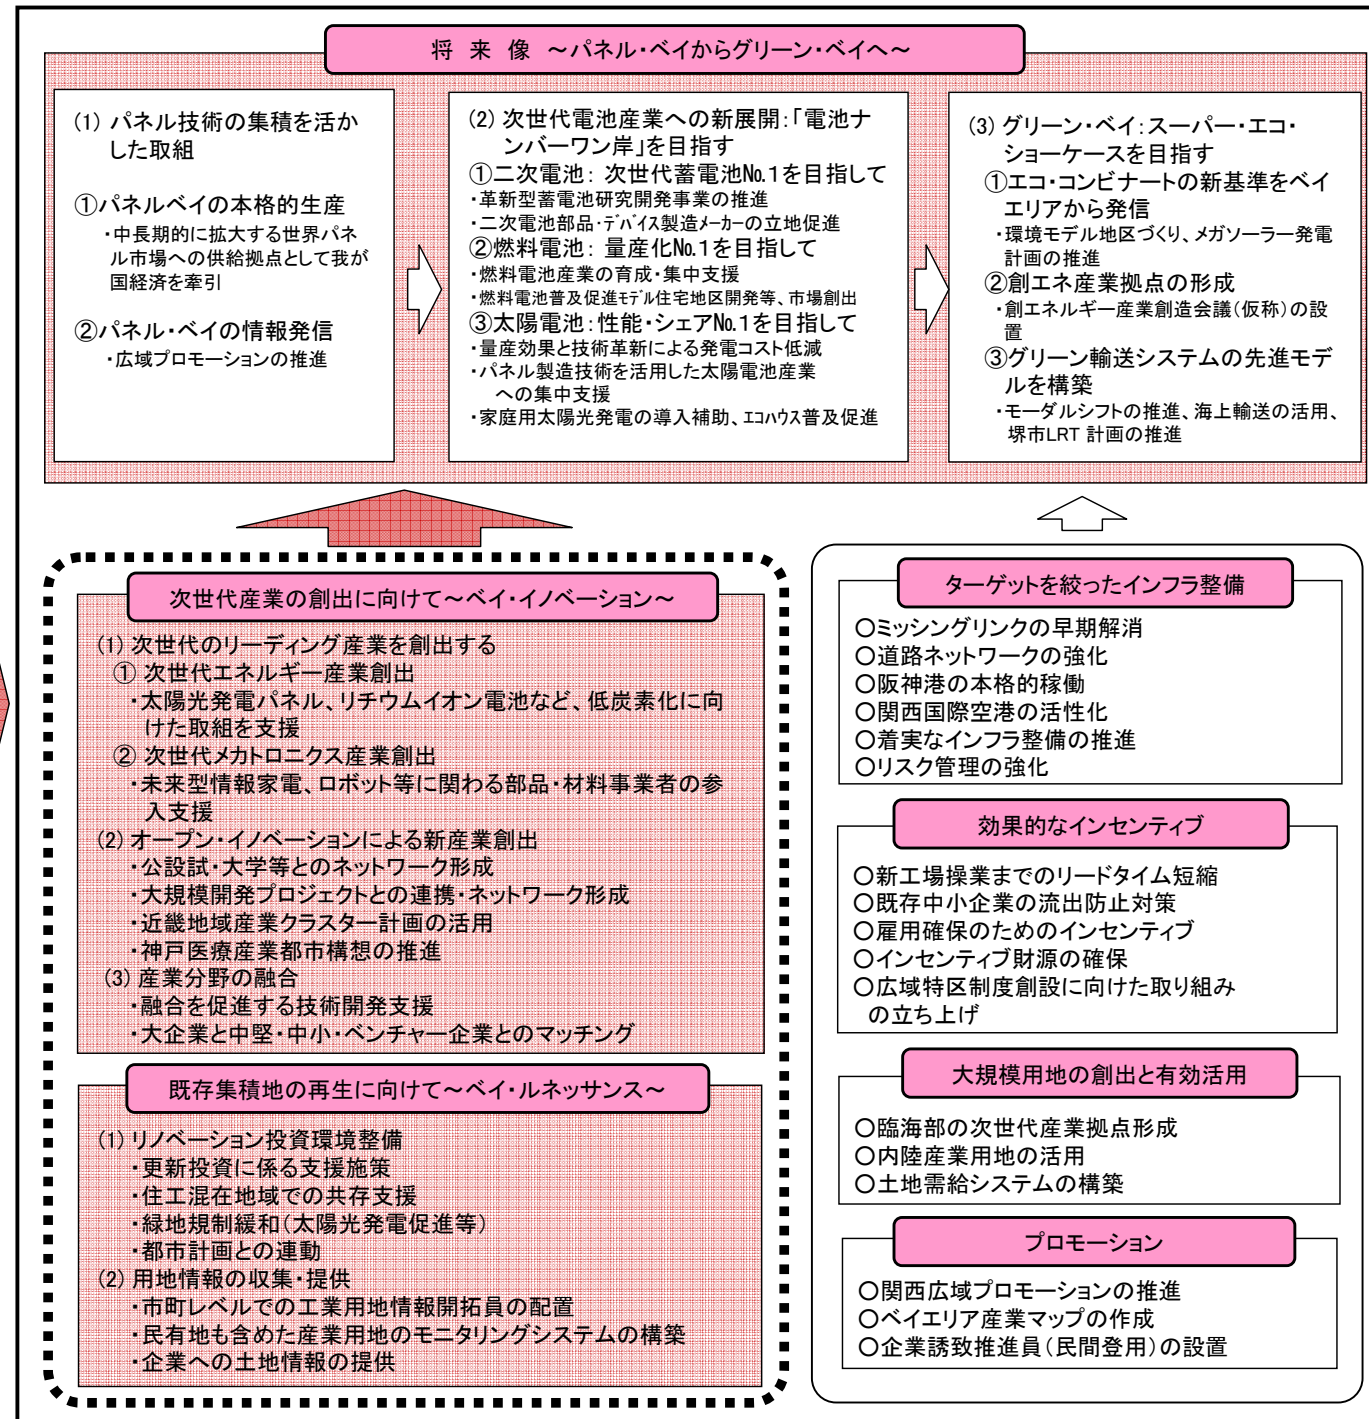 将 来 像 ～パネル・ベイからグリーン・ベイへ～
(1) パネル技術の集積を活か
した取組
①パネルベイの本格的生産
・中長期的に拡大する世界パネ
ル市場への供給拠点として我が
国経済を牽引
②パネル・ベイの情報発信
・広域プロモーションの推進
(2) 次世代電池産業への新展開：「電池ナ
ンバーワン岸」を目指す
①二次電池： 次世代蓄電池№1を目指して
・革新型蓄電池研究開発事業の推進
・二次電池部品・ﾃﾞﾊﾞｲｽ製造ﾒｰｶｰの立地促進
②燃料電池： 量産化№1を目指して
・燃料電池産業の育成・集中支援
・燃料電池普及促進ﾓﾃﾞﾙ住宅地区開発等、市場創出
③太陽電池：性能・シェア№1を目指して
・量産効果と技術革新による発電コスト低減
・パネル製造技術を活用した太陽電池産業
への集中支援
・家庭用太陽光発電の導入補助、ｴｺﾊｳｽ普及促進
(3) グリーン・ベイ：スーパー・エコ・
ショーケースを目指す
①エコ・コンビナートの新基準をベイ
エリアから発信
・環境モデル地区づくり、メガソーラー発電
計画の推進
②創エネ産業拠点の形成
・創エネルギー産業創造会議（仮称）の設
置
③グリーン輸送システムの先進モデ
ルを構築
・モーダルシフトの推進、海上輸送の活用、
堺市LRT 計画の推進
次世代産業の創出に向けて～ベイ・イノベーション～
(1) 次世代のリーディング産業を創出する
① 次世代エネルギー産業創出
・太陽光発電パネル、リチウムイオン電池など、低炭素化に向
けた取組を支援
② 次世代メカトロニクス産業創出
・未来型情報家電、ロボット等に関わる部品・材料事業者の参
入支援
(2) オープン・イノベーションによる新産業創出
・公設試・大学等とのネットワーク形成
・大規模開発プロジェクトとの連携・ネットワーク形成
・近畿地域産業クラスター計画の活用
・神戸医療産業都市構想の推進
(3) 産業分野の融合
・融合を促進する技術開発支援
・大企業と中堅・中小・ベンチャー企業とのマッチング
既存集積地の再生に向けて～ベイ・ルネッサンス～
(1) リノベーション投資環境整備
・更新投資に係る支援施策
・住工混在地域での共存支援
・緑地規制緩和（太陽光発電促進等）
・都市計画との連動
(2) 用地情報の収集・提供
・市町レベルでの工業用地情報開拓員の配置
・民有地も含めた産業用地のモニタリングシステムの構築
・企業への土地情報の提供
ターゲットを絞ったインフラ整備
○ミッシングリンクの早期解消
○道路ネットワークの強化
○阪神港の本格的稼働
○関西国際空港の活性化
○着実なインフラ整備の推進
○リスク管理の強化
効果的なインセンティブ
○新工場操業までのリードタイム短縮
○既存中小企業の流出防止対策
○雇用確保のためのインセンティブ
○インセンティブ財源の確保
○広域特区制度創設に向けた取り組み
の立ち上げ
大規模用地の創出と有効活用
○臨海部の次世代産業拠点形成
○内陸産業用地の活用
○土地需給システムの構築
プロモーション
○関西広域プロモーションの推進
○ベイエリア産業マップの作成
○企業誘致推進員（民間登用）の設置